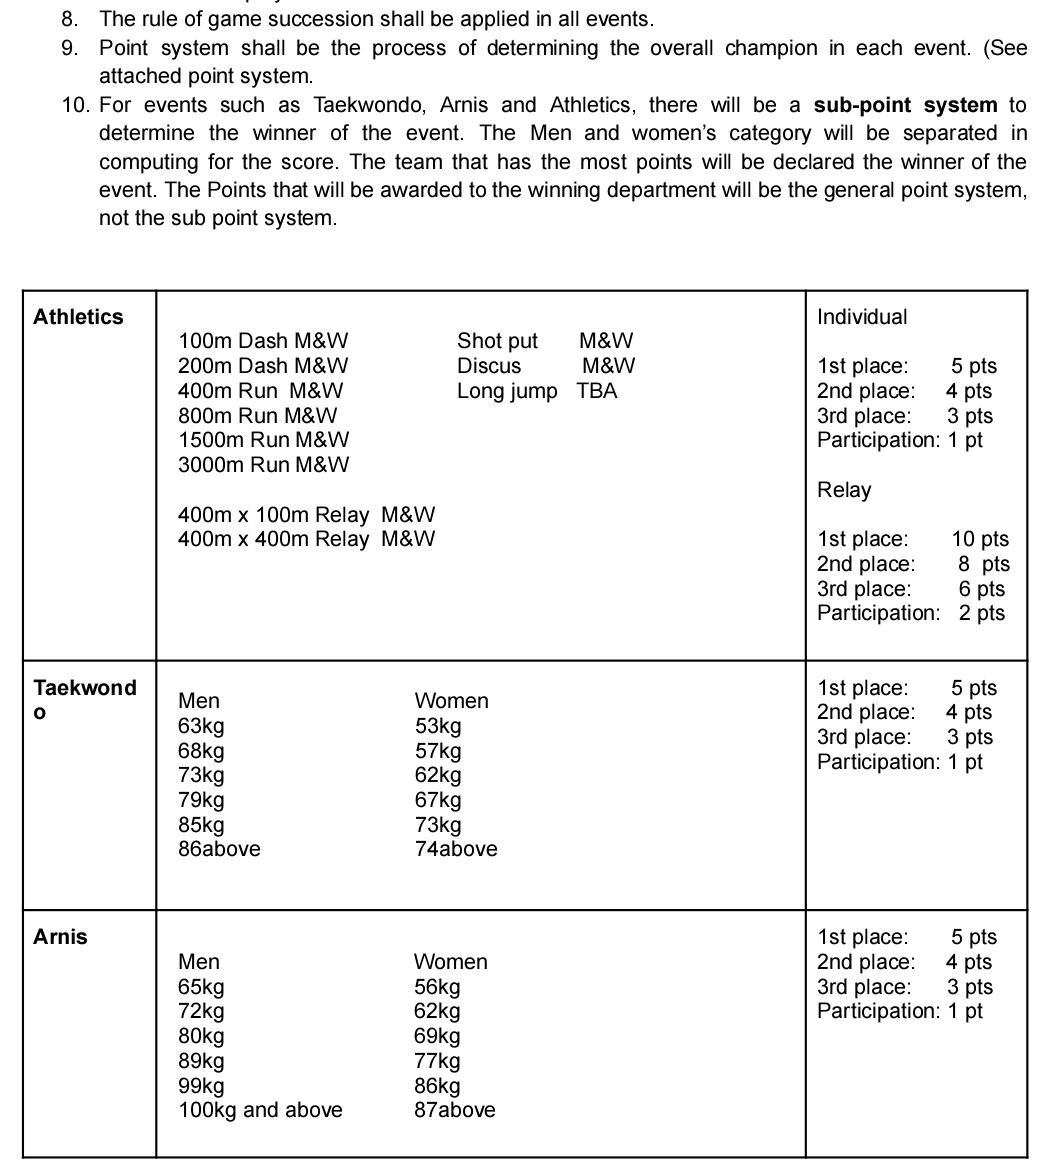 8. The rule of game succession shall be applied in all events.
9. Point system shall be the process of determining the overall champion in each event. (See
attached point system.
10. For events such as Taekwondo, Arnis and Athletics, there will be a sub-point system to
determine the winner of the event. The Men and women's category will be separated in
computing for the score. The team that has the most points will be declared the winner of the
event. The Points that will be awarded to the winning department will be the general point system,
not the sub point system.
Athletics
100m Dash M&W
200m Dash M&W
400m Run M&W
800m Run M&W
1500m Run M&W
3000m Run M&W
400m x 100m Relay M&W
400m x 400m Relay M&W
Shot put M&W
Discus M&W
Long jump TBA
Individual
1st place: 5 pts
2nd place: 4 pts
3rd place: 3 pts
Participation: 1 pt
Relay
1st place: 10 pts
2nd place: 8 pts
3rd place: 6 pts
Participation: 2 pts
Taekwond
o
Men
63kg
68kg
73kg
79kg
85kg
86above
Women
53kg
57kg
62kg
67kg
73kg
74above
1st place: 5 pts
2nd place: 4 pts
3rd place: 3 pts
Participation: 1 pt
Arnis
Men
65kg
72kg
80kg
89kg
99kg
100kg and above
Women
56kg
62kg
69kg
77kg
86kg
87above
1st place: 5 pts
2nd place: 4 pts
3rd place: 3 pts
Participation: 1 pt